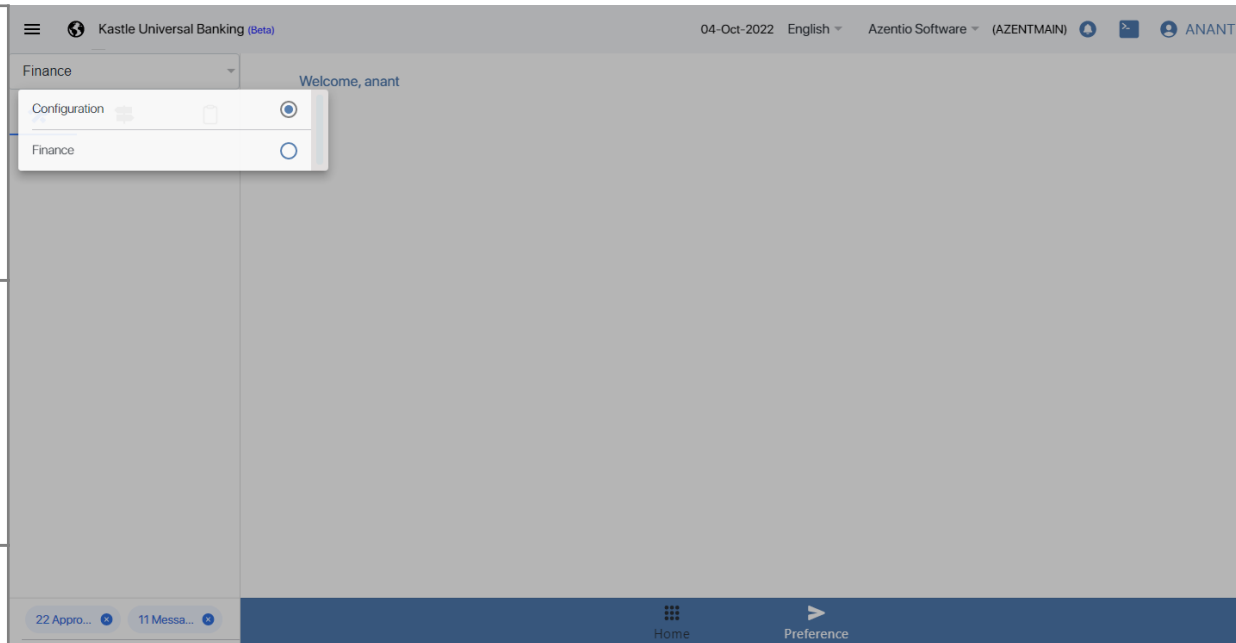 Kastle Universal Banking (Beta)
04-Oct-2022 English Azentio Software (AZENTMAIN) ANANT
Finance
Welcome, anant
Configuration
Finance
22 Appro...
11 Messa...
Home
Preference